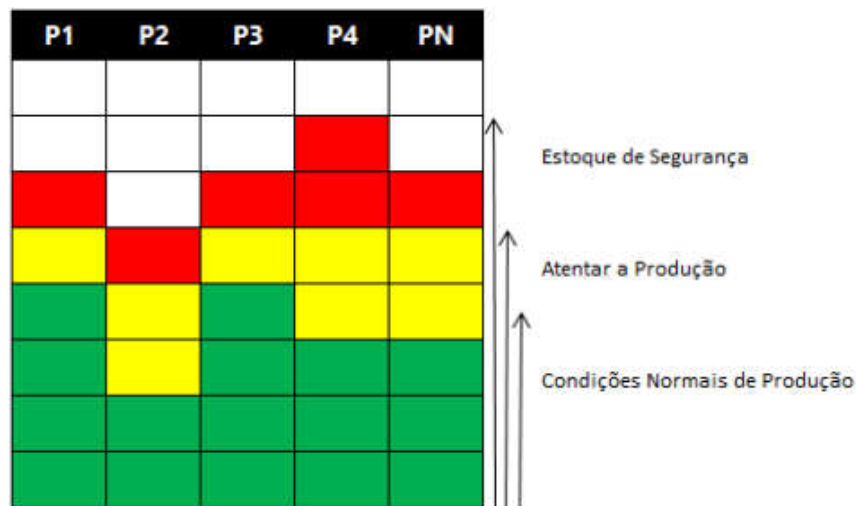 P1 P2 P3 P4 PN
Estoque de Segurança
Atentar a Produção
Condições Normais de Produção